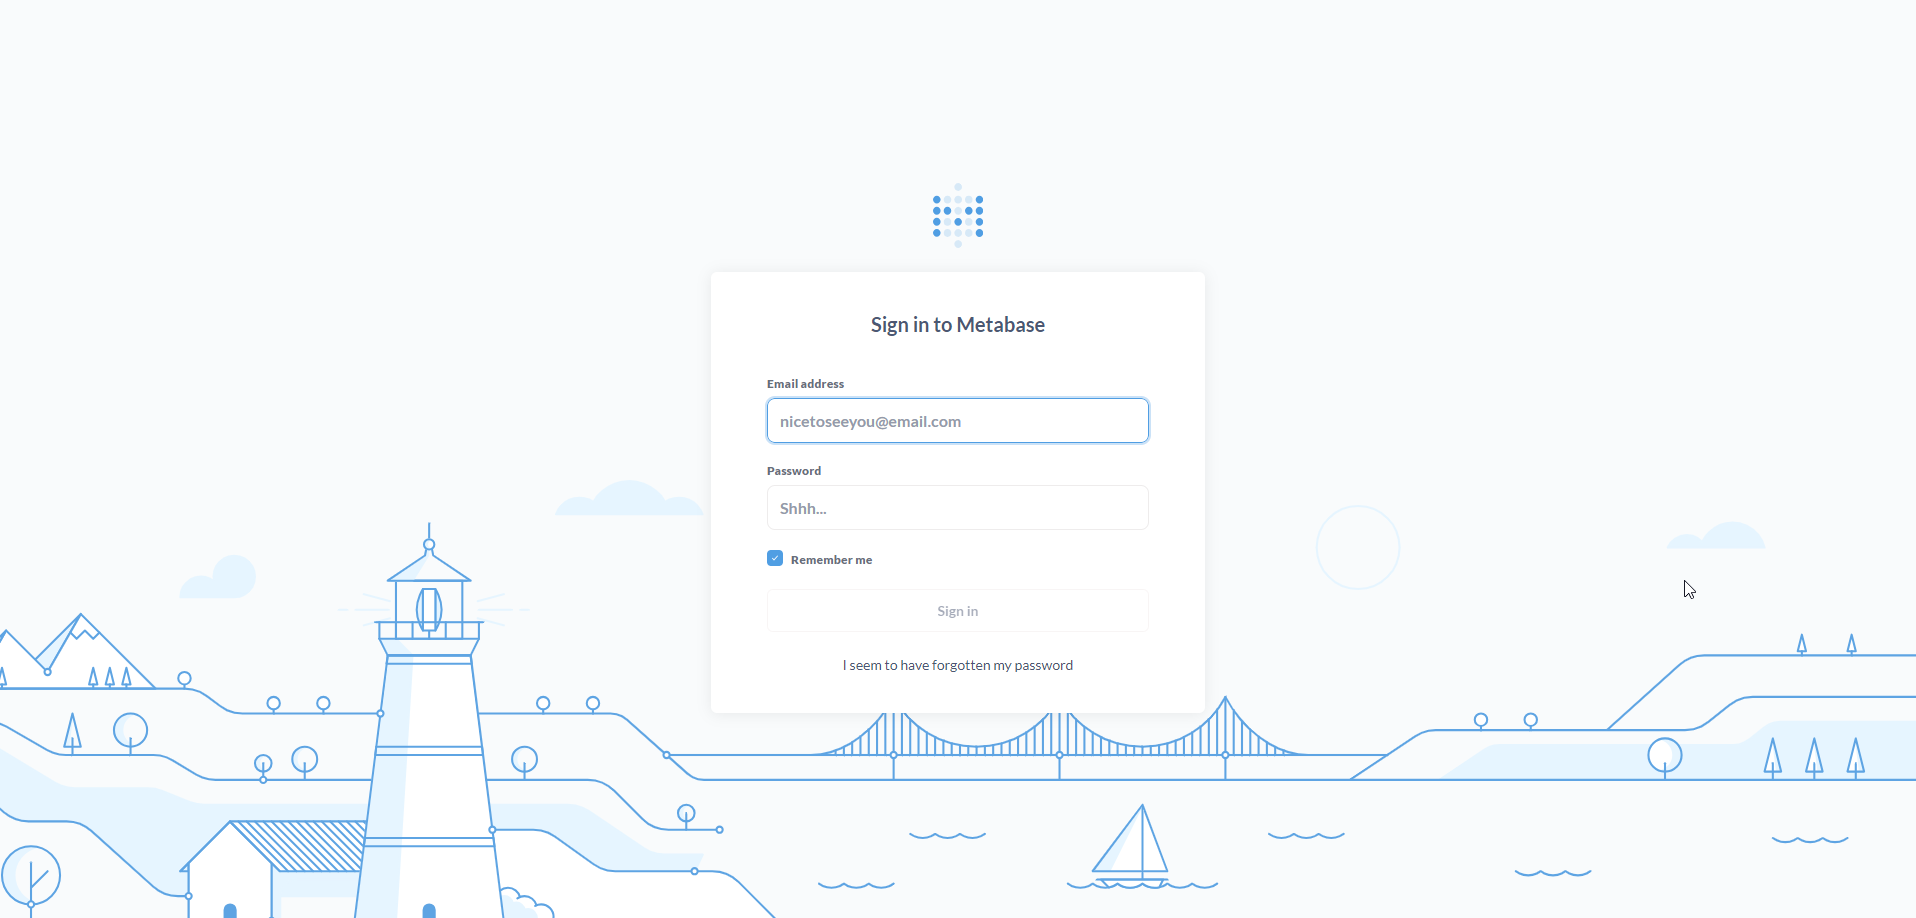 Sign in to Metabase
Email address
nicetoseeyou@email.com
Password
Shhh...
Remember me
Sign in
I seem to have forgotten my password